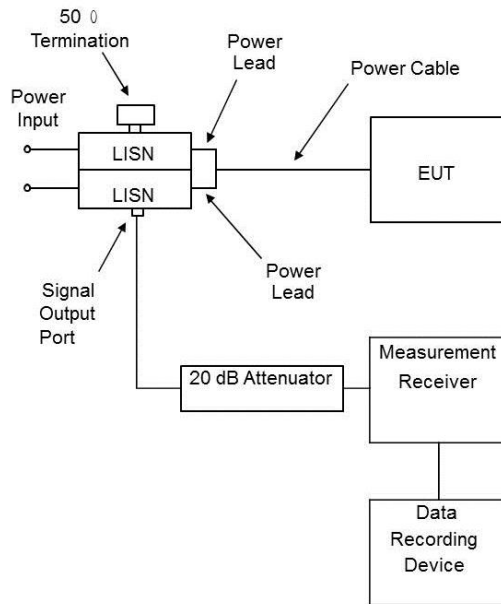 50 Ω
Termination
Power
Input
Power
Lead
Power Cable
LISN
LISN
EUT
Signal
Output
Port
Power
Lead
20 dB Attenuator
Measurement
Receiver
Data
Recording
Device